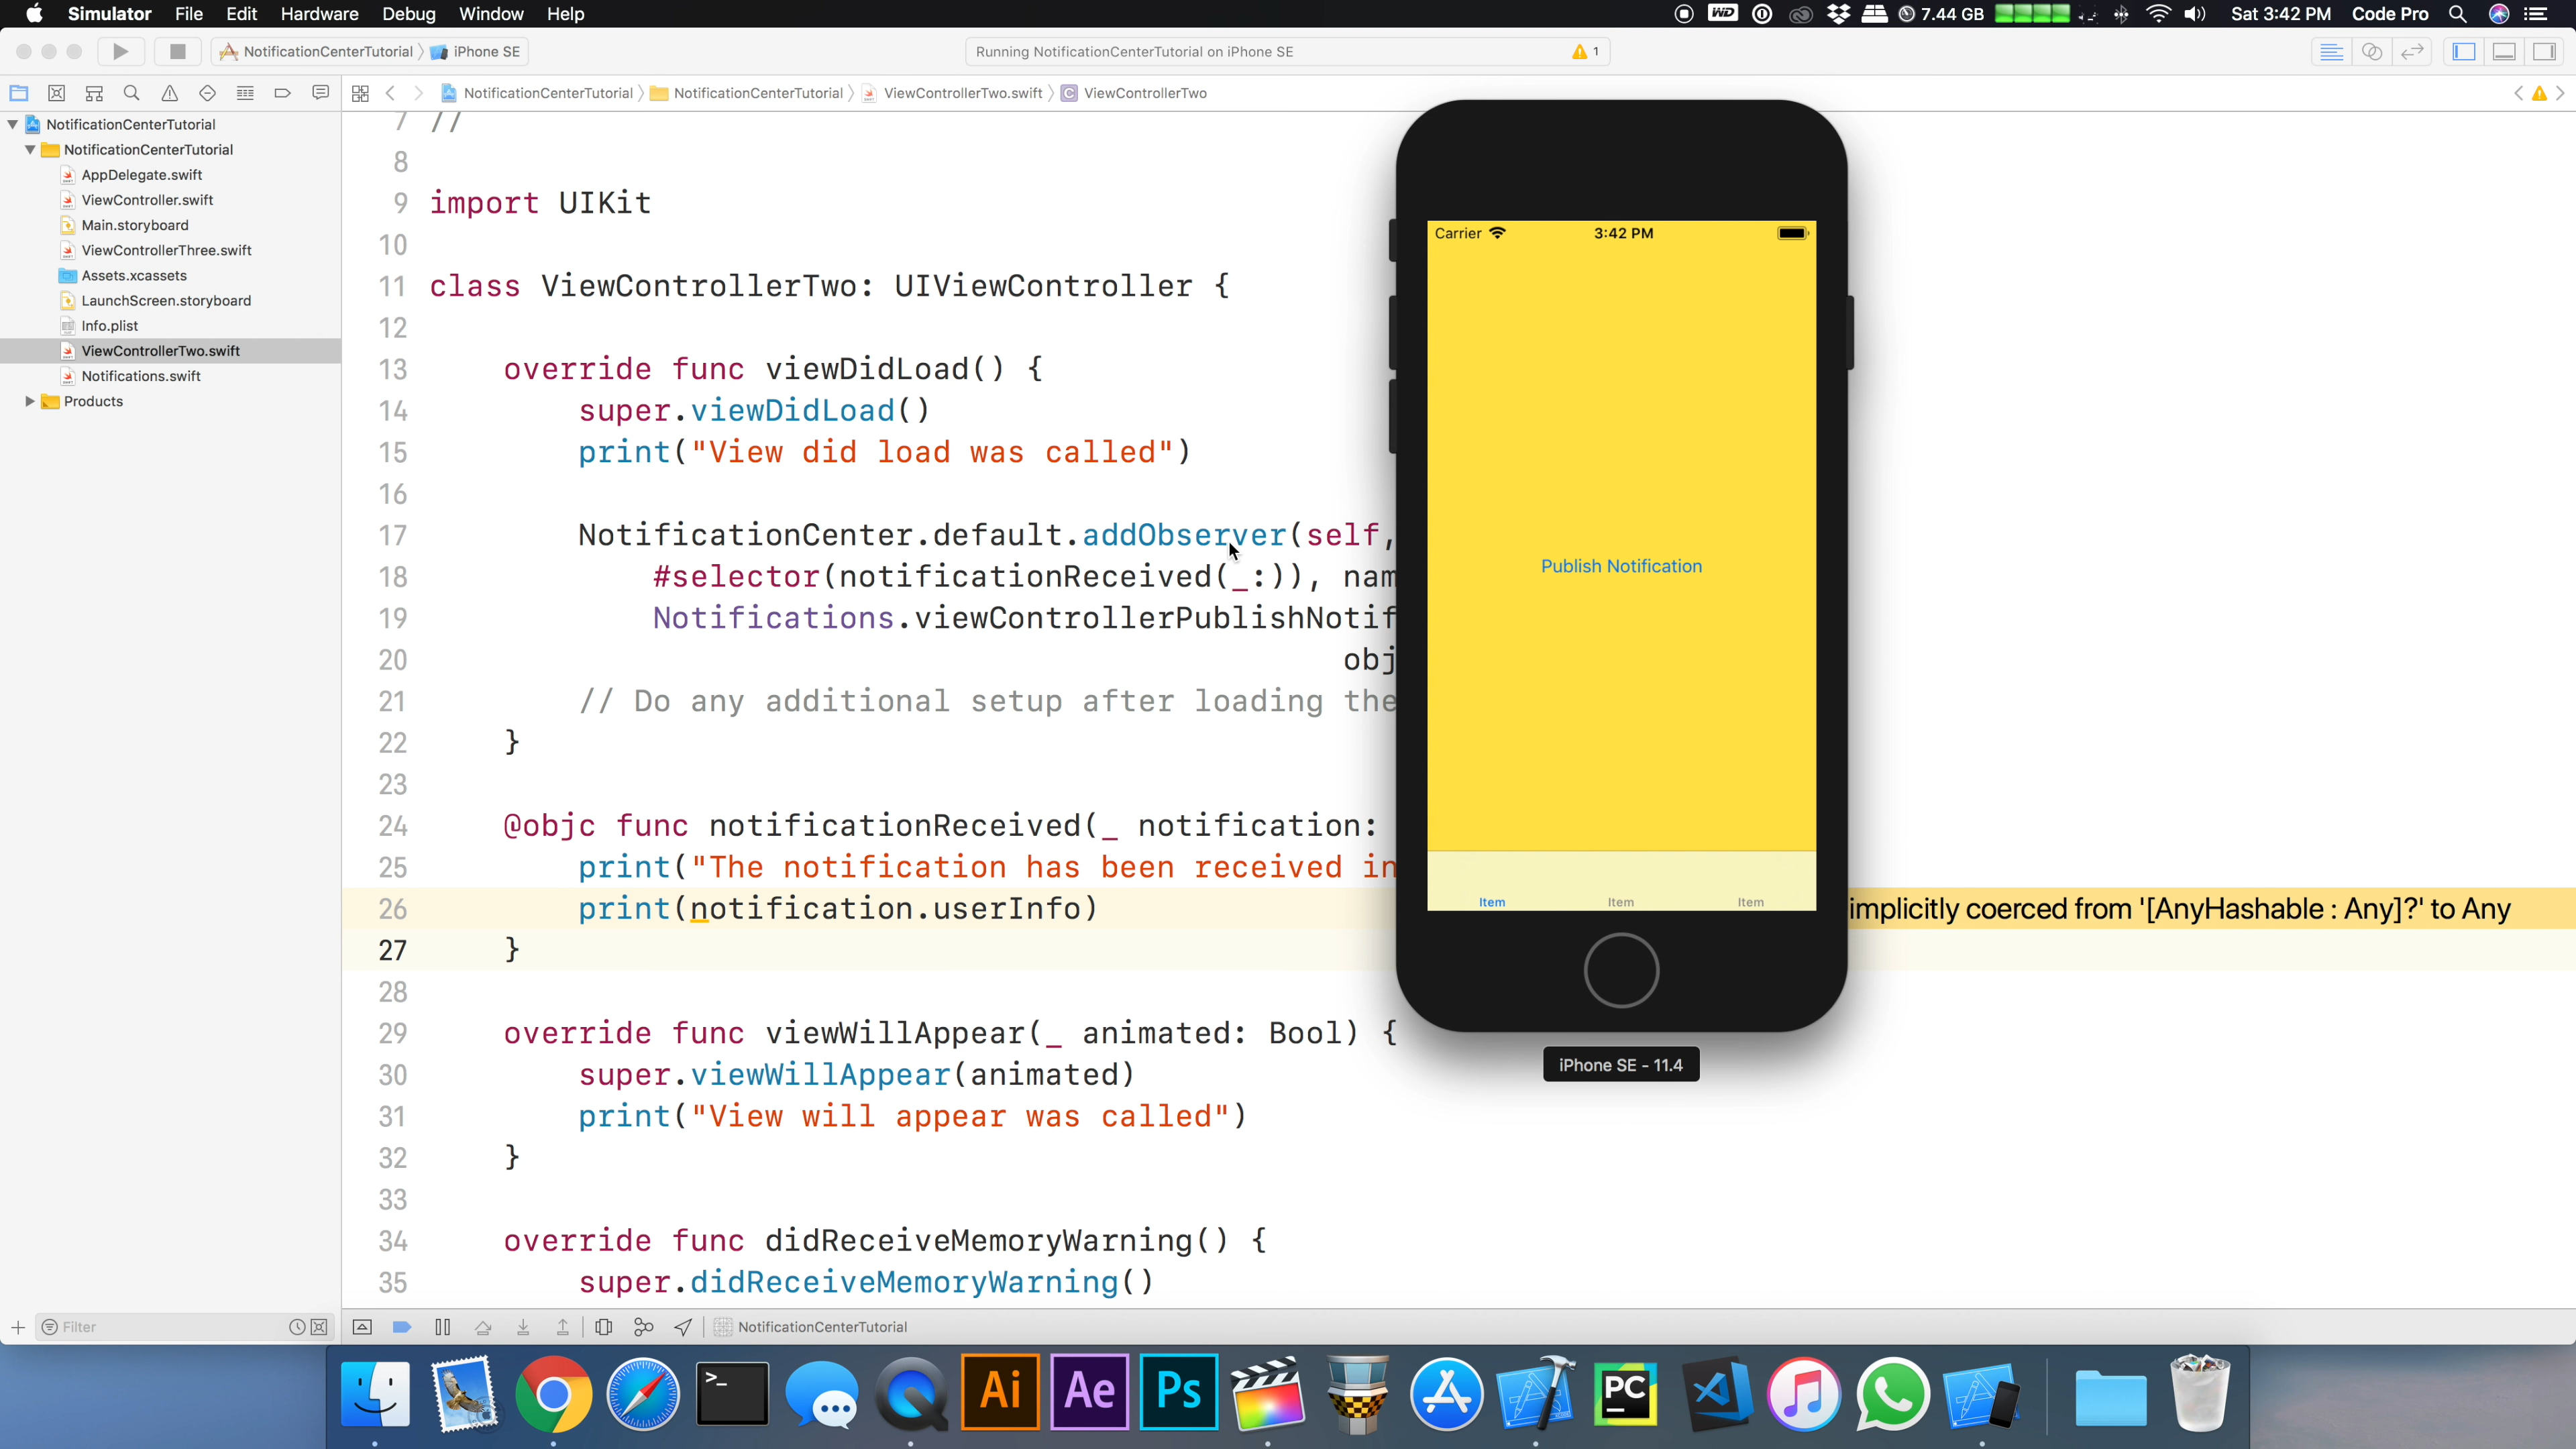 Simulator File Edit Hardware Debug Window Help
WD 7.44 GB Sat 3:42 PM Code Pro
NotificationCenterTutorial iPhone SE
Running NotificationCenterTutorial on iPhone SE 1
NotificationCenterTutorial NotificationCenterTutorial ViewControllerTwo.swift C ViewControllerTwo
NotificationCenterTutorial
NotificationCenterTutorial
AppDelegate.swift
ViewController.swift
Main.storyboard
ViewControllerThree.swift
Assets.xcassets
LaunchScreen.storyboard
Info.plist
ViewControllerTwo.swift
Notifications.swift
Products
Filter
7 //
8
9 import UIKit
10
11 class ViewControllerTwo: UIViewController {
12
13 override func viewDidLoad() {
14 super.viewDidLoad()
15 print("View did load was called")
16
17 NotificationCenter.default.addObserver(self,
18 #selector(notificationReceived(_:)), nam
19 Notifications.viewControllerPublishNotif
20 obj
21 // Do any additional setup after loading the
22 }
23
24 @objc func notificationReceived(_ notification:
25 print("The notification has been received in
26 print(notification.userInfo)
implicitly coerced from '[AnyHashable : Any]?' to Any
27 }
28
29 override func viewWillAppear(_ animated: Bool) {
30 super.viewWillAppear(animated)
31 print("View will appear was called")
32 }
33
34 override func didReceiveMemoryWarning() {
35 super.didReceiveMemoryWarning()
Carrier 3:42 PM
Publish Notification
Item Item Item
iPhone SE - 11.4
NotificationCenterTutorial
>_ Ai Ae Ps PC